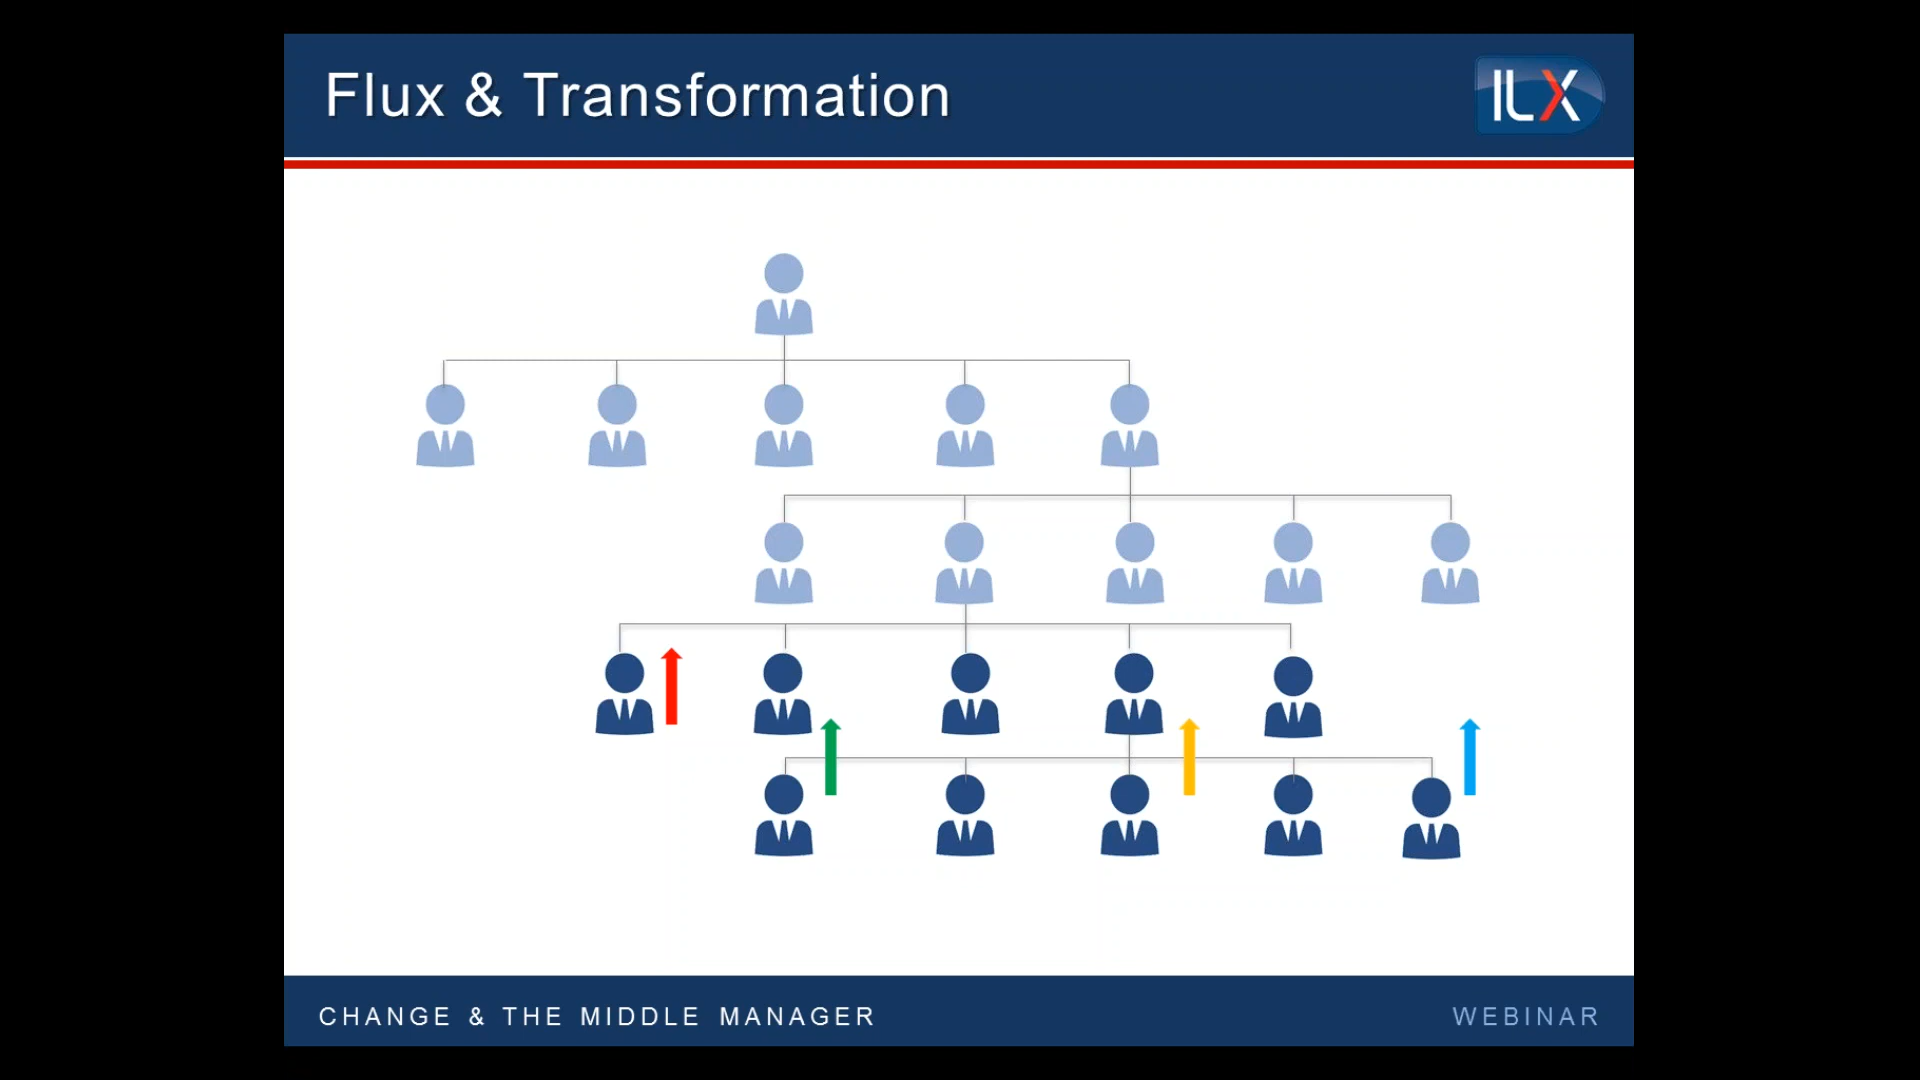 Flux & Transformation
ILX
CHANGE & THE MIDDLE MANAGER
WEBINAR